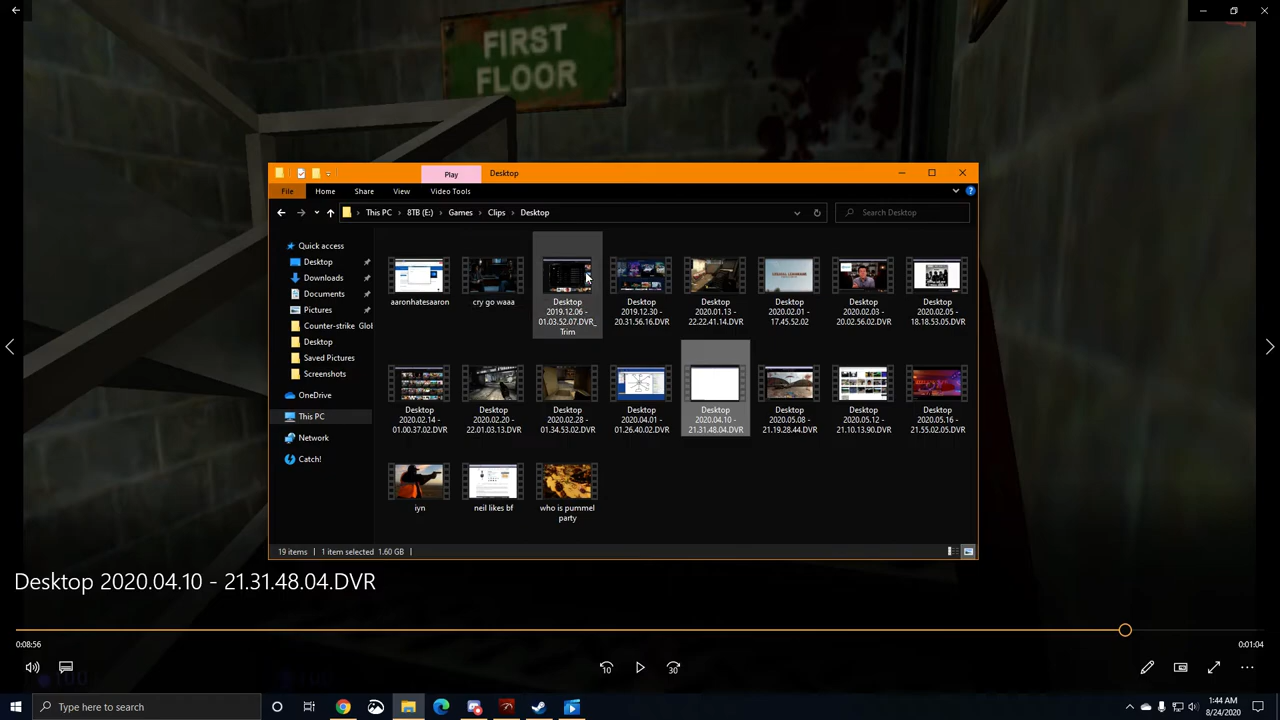 FIRST
FLOOR
Play
Desktop
File
Home
Share
View
Video Tools
This PC
8TB (E:)
Games
Clips
Desktop
Search Desktop
Quick access
Desktop
Downloads
Documents
Pictures
Counter-strike Glob
Desktop
Saved Pictures
Screenshots
OneDrive
This PC
Network
Catch!
aaronhatesaaron
cry go waaa
Desktop
2019.12.06 -
01.03.52.07.DVR_
Trim
Desktop
2019.12.30 -
20.31.56.16.DVR
Desktop
2020.01.13 -
22.22.41.14.DVR
Desktop
2020.02.01 -
17.45.52.02
Desktop
2020.02.03 -
20.02.56.02.DVR
Desktop
2020.02.05 -
18.18.53.05.DVR
Desktop
2020.02.14 -
01.00.37.02.DVR
Desktop
2020.02.20 -
22.01.03.13.DVR
Desktop
2020.02.28 -
01.34.53.02.DVR
Desktop
2020.04.01 -
01.26.40.02.DVR
Desktop
2020.04.10 -
21.31.48.04.DVR
Desktop
2020.05.08 -
21.19.28.44.DVR
Desktop
2020.05.12 -
21.10.13.90.DVR
Desktop
2020.05.16 -
21.55.02.05.DVR
iyn
neil likes bf
who is pummel
party
19 items
1 item selected 1.60 GB
Desktop 2020.04.10 - 21.31.48.04.DVR
0:08:56
0:01:04
10
30
Type here to search
1:44 AM
8/24/2020